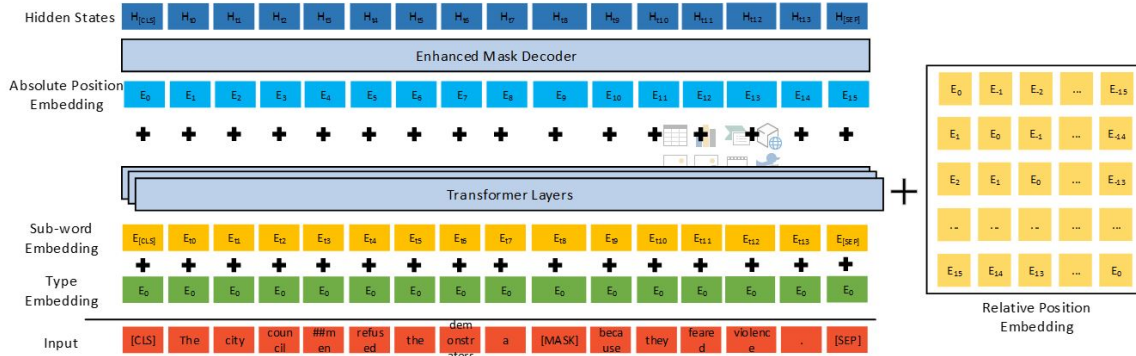 Hidden States H[CLS] Ht0 Ht1 Ht2 Ht3 Ht4 Ht5 Ht6 Ht7 Ht8 Ht9 Ht10 Ht11 Ht12 Ht13 H[SEP]
Enhanced Mask Decoder
Absolute Position
Embedding
E0 E1 E2 E3 E4 E5 E6 E7 E8 E9 E10 E11 E12 E13 E14 E15
+ + + + + + + + + + + + + + + +
Transformer Layers
+
Sub-word
Embedding
E[CLS] Et0 Et1 Et2 Et3 Et4 Et5 Et6 Et7 Et8 Et9 Et10 Et11 Et12 Et13 E[SEP]
+ + + + + + + + + + + + + + + +
Type
Embedding
E0 E0 E0 E0 E0 E0 E0 E0 E0 E0 E0 E0 E0 E0 E0 E0
Input
[CLS]
The
city
coun
cil
##m
en
refus
ed
the
dem
onstr
ators
a
[MASK]
beca
use
they
feare
d
violenc
e
.
[SEP]
E0 E-1 E-2 ... E-15
E1 E0 E-1 ... E-14
E2 E1 E0 ... E-13
... ... ... ... ...
E15 E14 E13 ... E0
Relative Position
Embedding